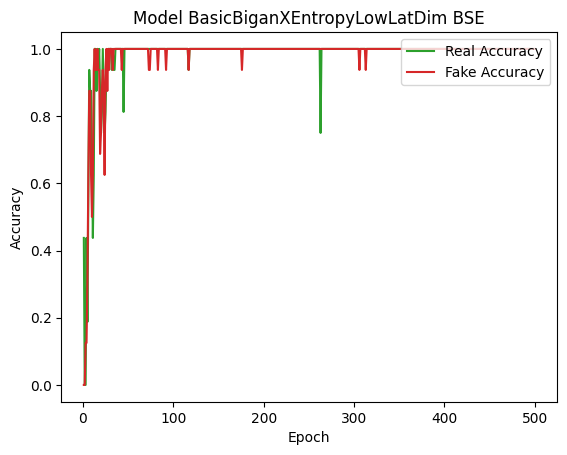 Model BasicBiganXEntropyLowLatDim BSE
1.0
0.8
0.6
0.4
0.2
0.0
Accuracy
Real Accuracy
Fake Accuracy
0
100
200
300
400
500
Epoch